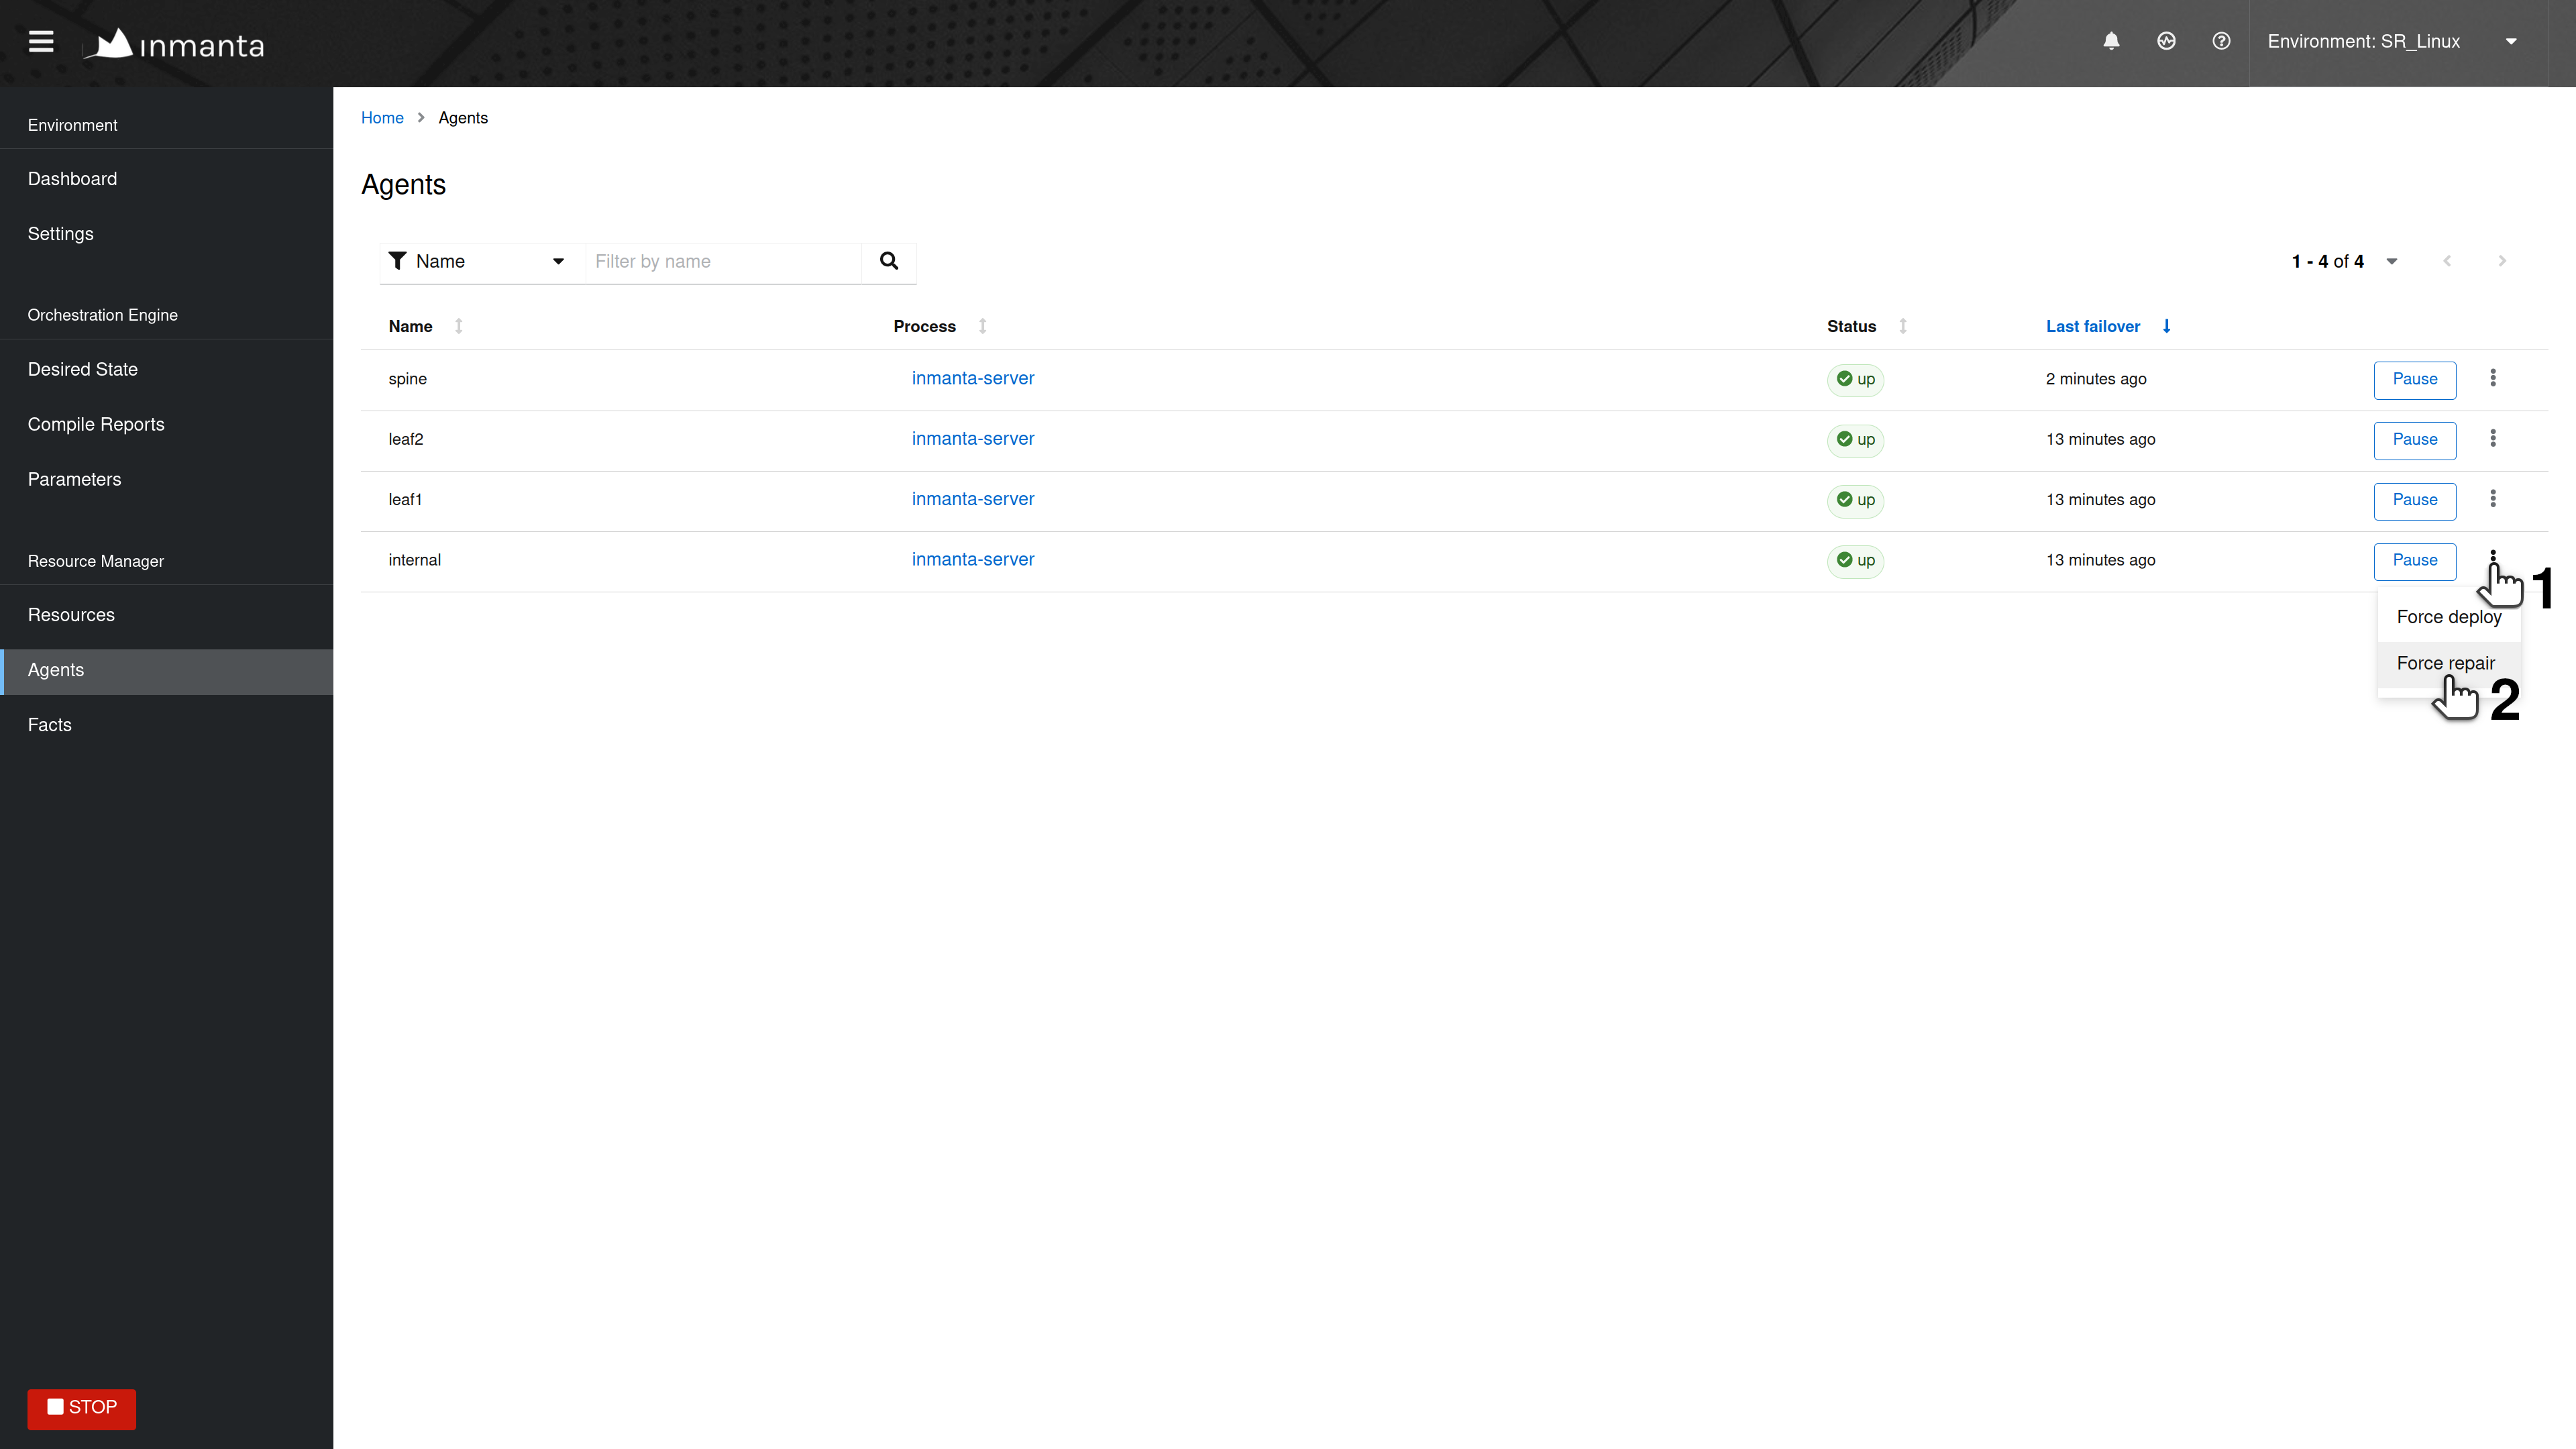 inmanta
Environment: SR_Linux
Environment
Dashboard
Settings
Orchestration Engine
Desired State
Compile Reports
Parameters
Resource Manager
Resources
Agents
Facts
STOP
Home > Agents
Agents
Name
Filter by name
1 - 4 of 4
Name Process Status Last failover
spine inmanta-server up 2 minutes ago Pause
leaf2 inmanta-server up 13 minutes ago Pause
leaf1 inmanta-server up 13 minutes ago Pause
internal inmanta-server up 13 minutes ago Pause
1
Force deploy
Force repair
2